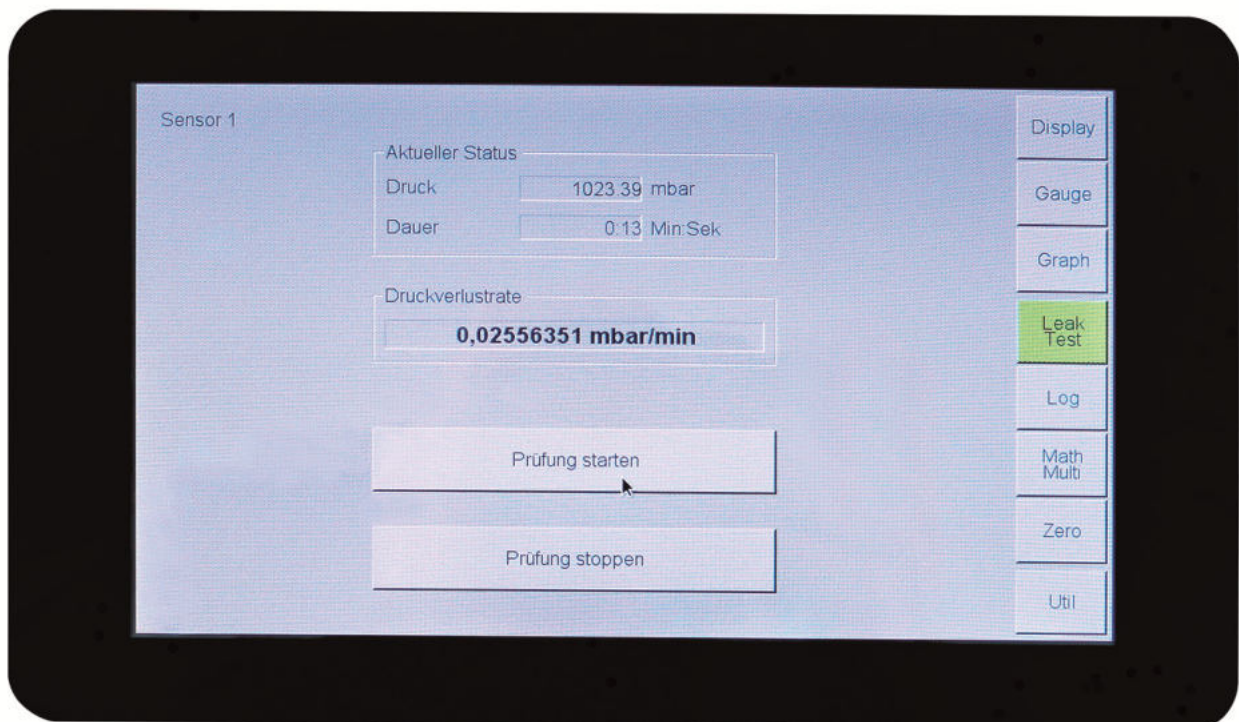 Sensor 1
Aktueller Status
Druck 1023.39 mbar
Dauer 0:13 Min:Sek
Druckverlustrate
0,02556351 mbar/min
Prüfung starten
Prüfung stoppen
Display
Gauge
Graph
Leak
Test
Log
Math
Multi
Zero
Util